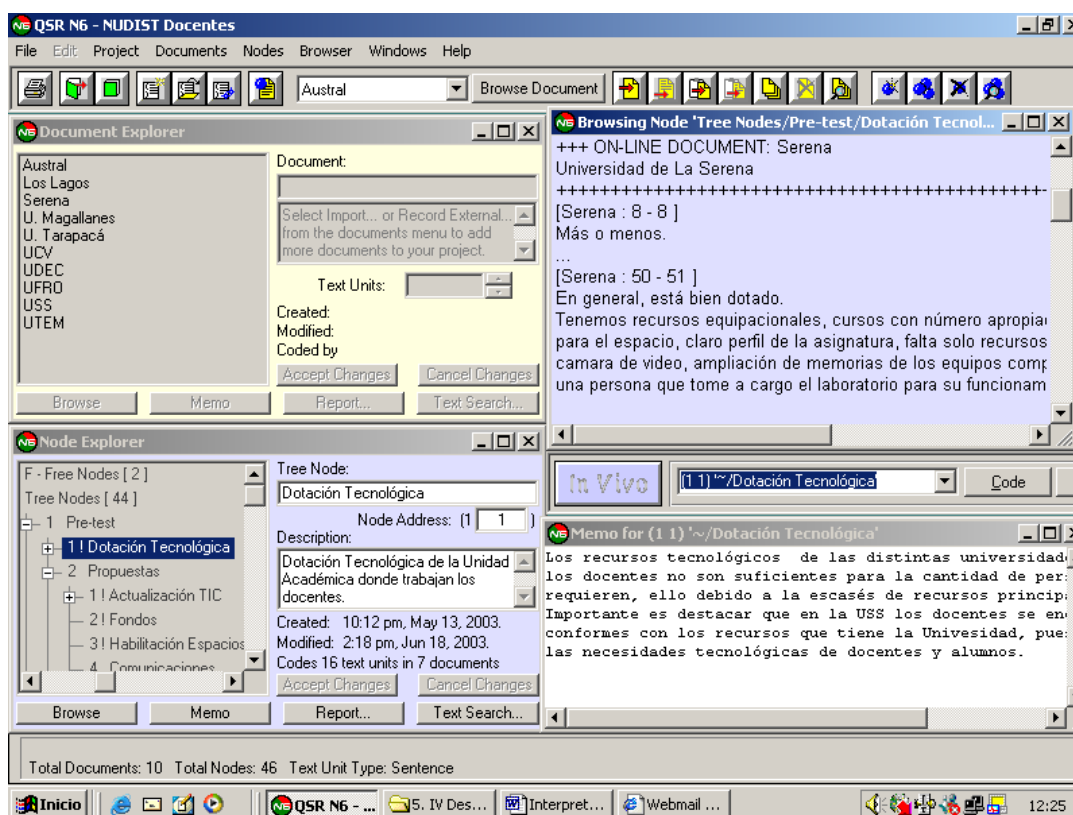 QSR N6 - NUDIST Docentes
File Edit Project Documents Nodes Browser Windows Help
Austral Browse Document
Document Explorer
Austral
Los Lagos
Serena
U. Magallanes
U. Tarapacá
UCV
UDEC
UFRO
USS
UTEM
Document:
Select Import... or Record External...
from the documents menu to add
more documents to your project.
Text Units:
Created:
Modified:
Coded by
Accept Changes Cancel Changes
Browse Memo Report... Text Search...
Browsing Node 'Tree Nodes/Pre-test/Dotación Tecnol...
+++ ON-LINE DOCUMENT: Serena
Universidad de La Serena
++++++++++++++++++++++++++++++++++++++++++++++
[Serena : 8 - 8 ]
Más o menos.
...
[Serena : 50 - 51 ]
En general, está bien dotado.
Tenemos recursos equipacionales, cursos con número apropia
para el espacio, claro perfil de la asignatura, falta solo recursos
camara de video, ampliación de memorias de los equipos comp
una persona que tome a cargo el laboratorio para su funcionam
In Vivo (1 1) '~/Dotación Tecnológica' Code
Node Explorer
F - Free Nodes [ 2 ]
Tree Nodes [ 44 ]
1 Pre-test
1 ! Dotación Tecnológica
2 Propuestas
1 ! Actualización TIC
2 ! Fondos
3 ! Habilitación Espacios
4 Comunicaciones
Tree Node:
Dotación Tecnológica
Node Address: (1 1 )
Description:
Dotación Tecnológica de la Unidad
Académica donde trabajan los
docentes.
Created: 10:12 pm, May 13, 2003.
Modified: 2:18 pm, Jun 18, 2003.
Codes 16 text units in 7 documents
Accept Changes Cancel Changes
Browse Memo Report... Text Search...
Memo for (1 1) '~/Dotación Tecnológica'
Los recursos tecnológicos de las distintas universidad
los docentes no son suficientes para la cantidad de per
requieren, ello debido a la escasés de recursos princip
Importante es destacar que en la USS los docentes se en
conformes con los recursos que tiene la Univesidad, pue
las necesidades tecnológicas de docentes y alumnos.
Total Documents: 10 Total Nodes: 46 Text Unit Type: Sentence
Inicio QSR N6 - ... 5. IV Des... Interpret... Webmail ... 12:25